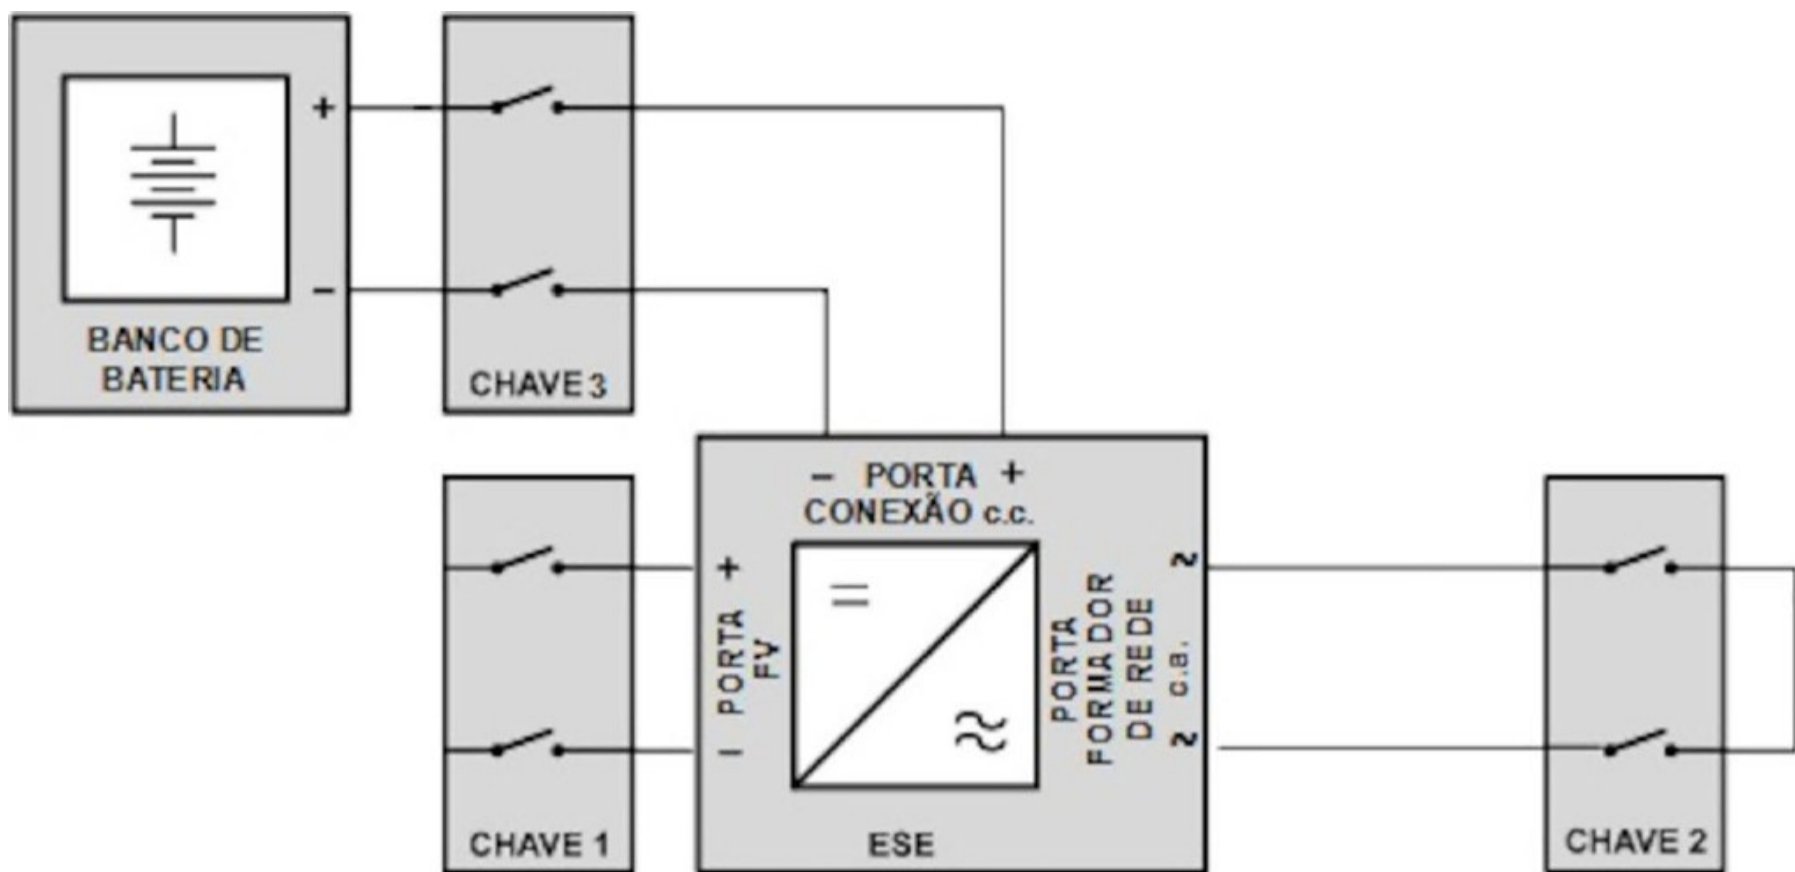 +
−
BANCO DE
BATERIA
CHAVE 3
− PORTA +
CONEXÃO c.c.
+
−
PORTA
FV
PORTA
FORMADOR
DE REDE
c.a.
ESE
CHAVE 1
CHAVE 2